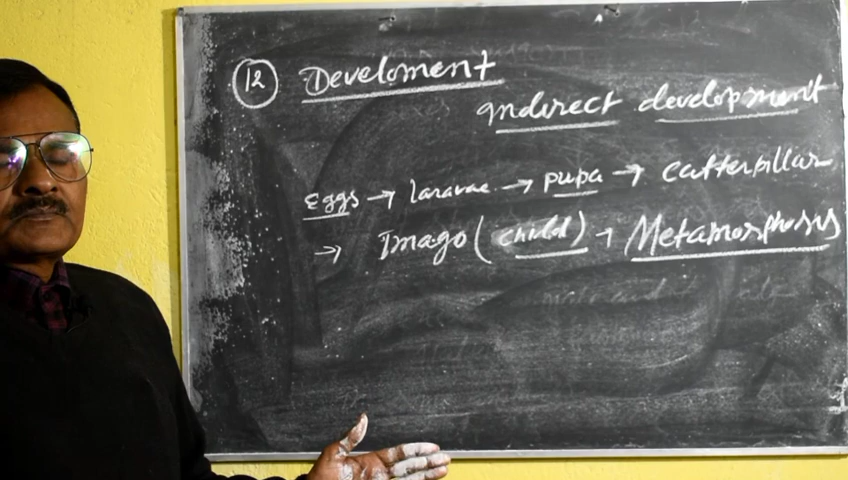 12 Develoment
indirect development
Eggs → laravae → pupa → Catterpillar
→ Imago (child) → Metamorphosis